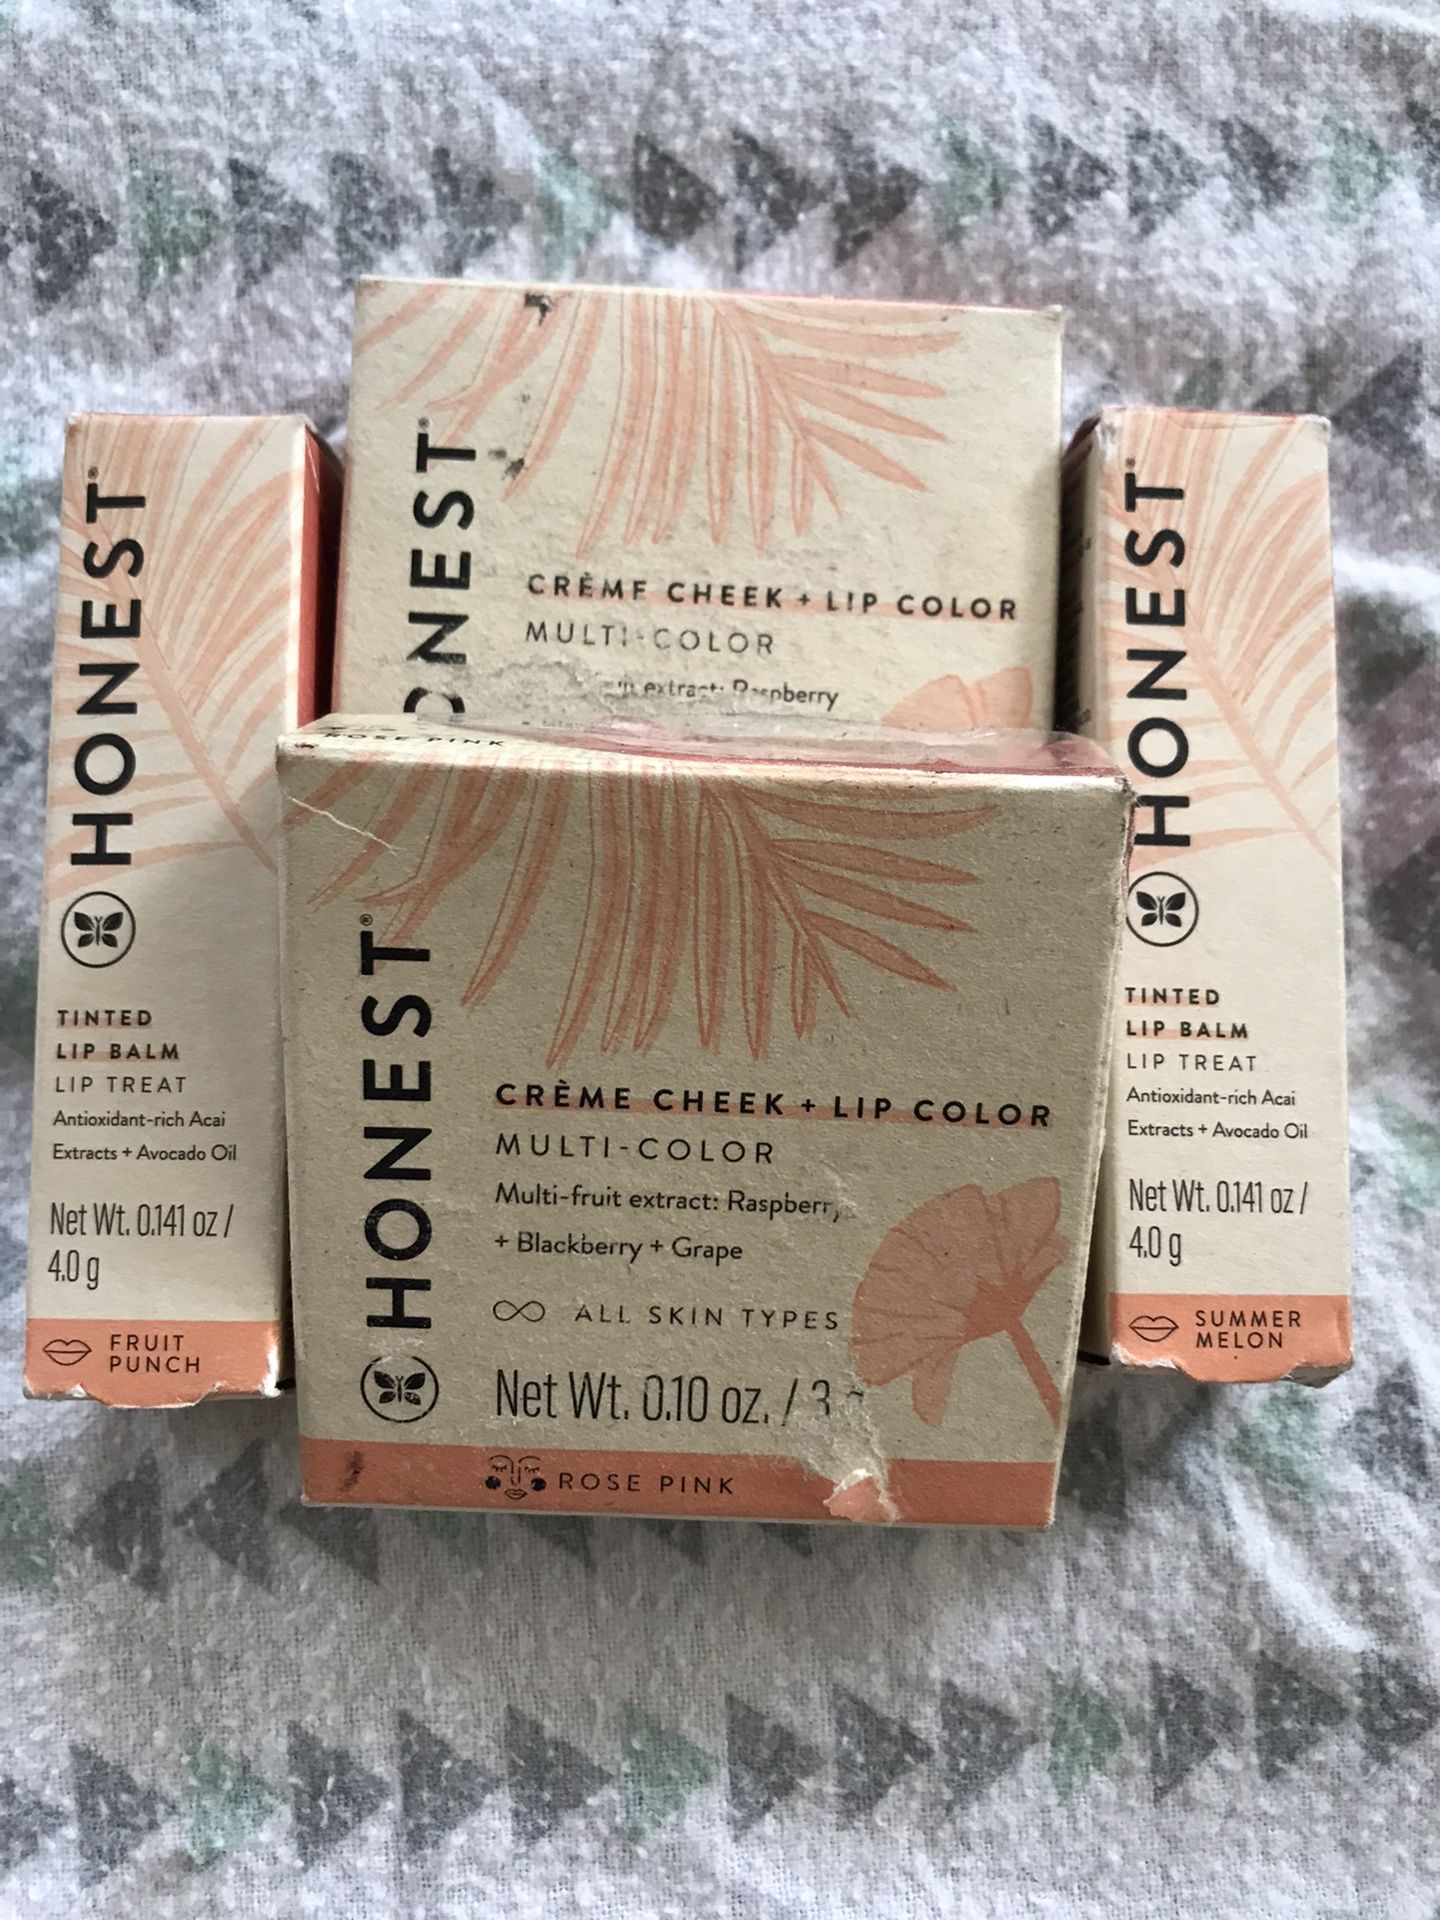 HONEST®
TINTED
LIP BALM
LIP TREAT
Antioxidant-rich Acai
Extracts + Avocado Oil
Net Wt. 0.141 oz /
4.0 g
FRUIT
PUNCH
ONEST®
CRÈME CHEEK + LIP COLOR
MULTI-COLOR
extract: Raspberry
ROSE PINK
HONEST®
CRÈME CHEEK + LIP COLOR
MULTI-COLOR
Multi-fruit extract: Raspberry
+ Blackberry + Grape
ALL SKIN TYPES
Net Wt. 0.10 oz. / 3 g
ROSE PINK
HONEST®
TINTED
LIP BALM
LIP TREAT
Antioxidant-rich Acai
Extracts + Avocado Oil
Net Wt. 0.141 oz /
4.0 g
SUMMER
MELON